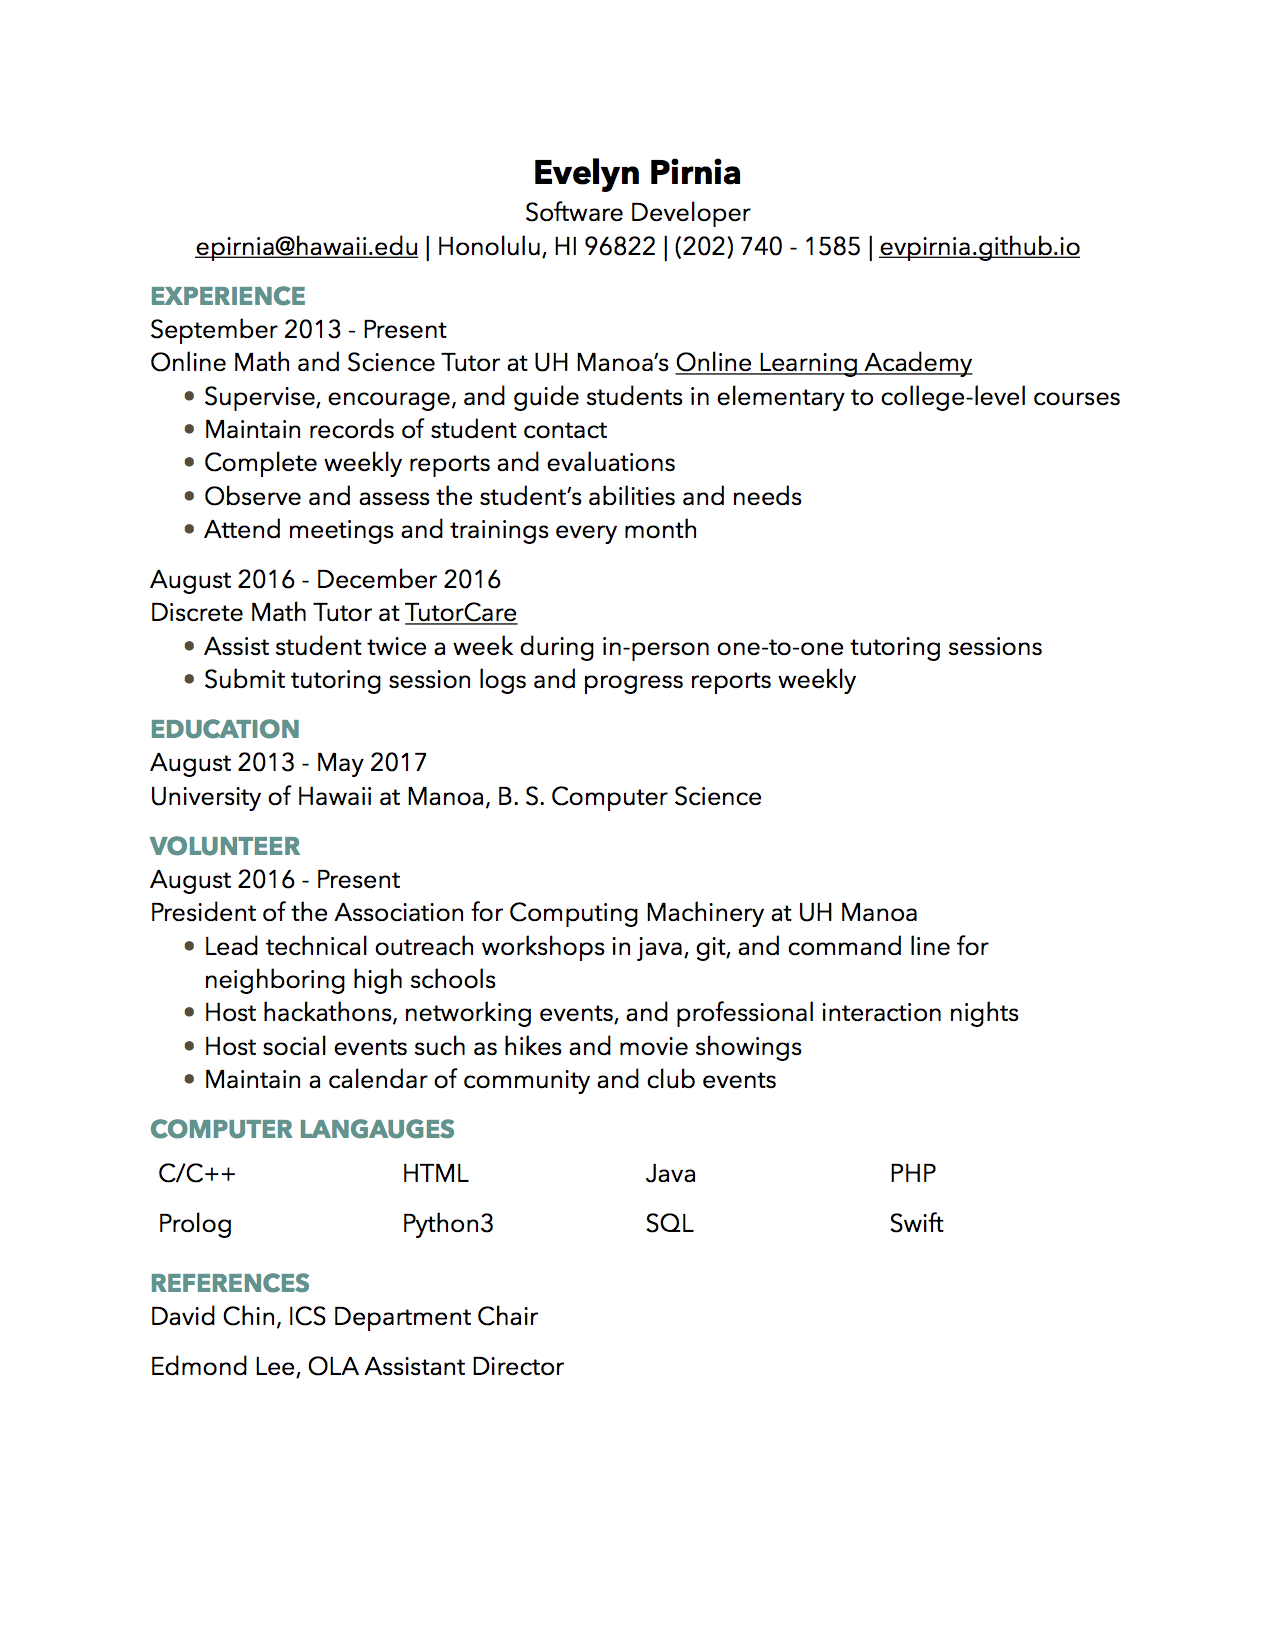 Evelyn Pirnia
Software Developer
epirnia@hawaii.edu | Honolulu, HI 96822 | (202) 740 - 1585 | evpirnia.github.io
EXPERIENCE
September 2013 - Present
Online Math and Science Tutor at UH Manoa’s Online Learning Academy
• Supervise, encourage, and guide students in elementary to college-level courses
• Maintain records of student contact
• Complete weekly reports and evaluations
• Observe and assess the student’s abilities and needs
• Attend meetings and trainings every month
August 2016 - December 2016
Discrete Math Tutor at TutorCare
• Assist student twice a week during in-person one-to-one tutoring sessions
• Submit tutoring session logs and progress reports weekly
EDUCATION
August 2013 - May 2017
University of Hawaii at Manoa, B. S. Computer Science
VOLUNTEER
August 2016 - Present
President of the Association for Computing Machinery at UH Manoa
• Lead technical outreach workshops in java, git, and command line for
neighboring high schools
• Host hackathons, networking events, and professional interaction nights
• Host social events such as hikes and movie showings
• Maintain a calendar of community and club events
COMPUTER LANGAUGES
C/C++ HTML Java PHP
Prolog Python3 SQL Swift
REFERENCES
David Chin, ICS Department Chair
Edmond Lee, OLA Assistant Director